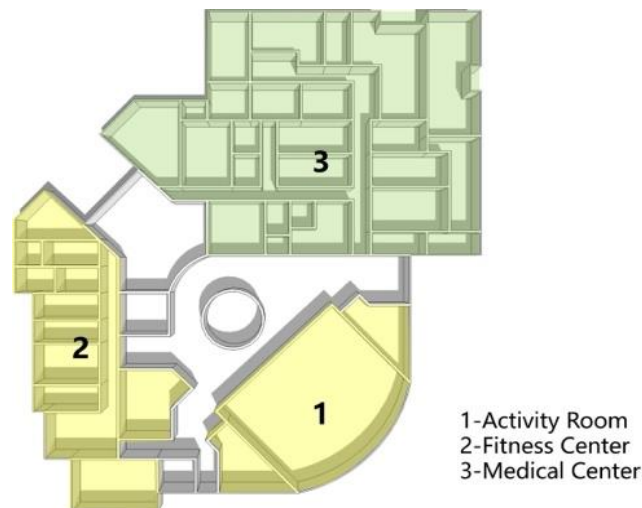 3
2
1
1-Activity Room
2-Fitness Center
3-Medical Center